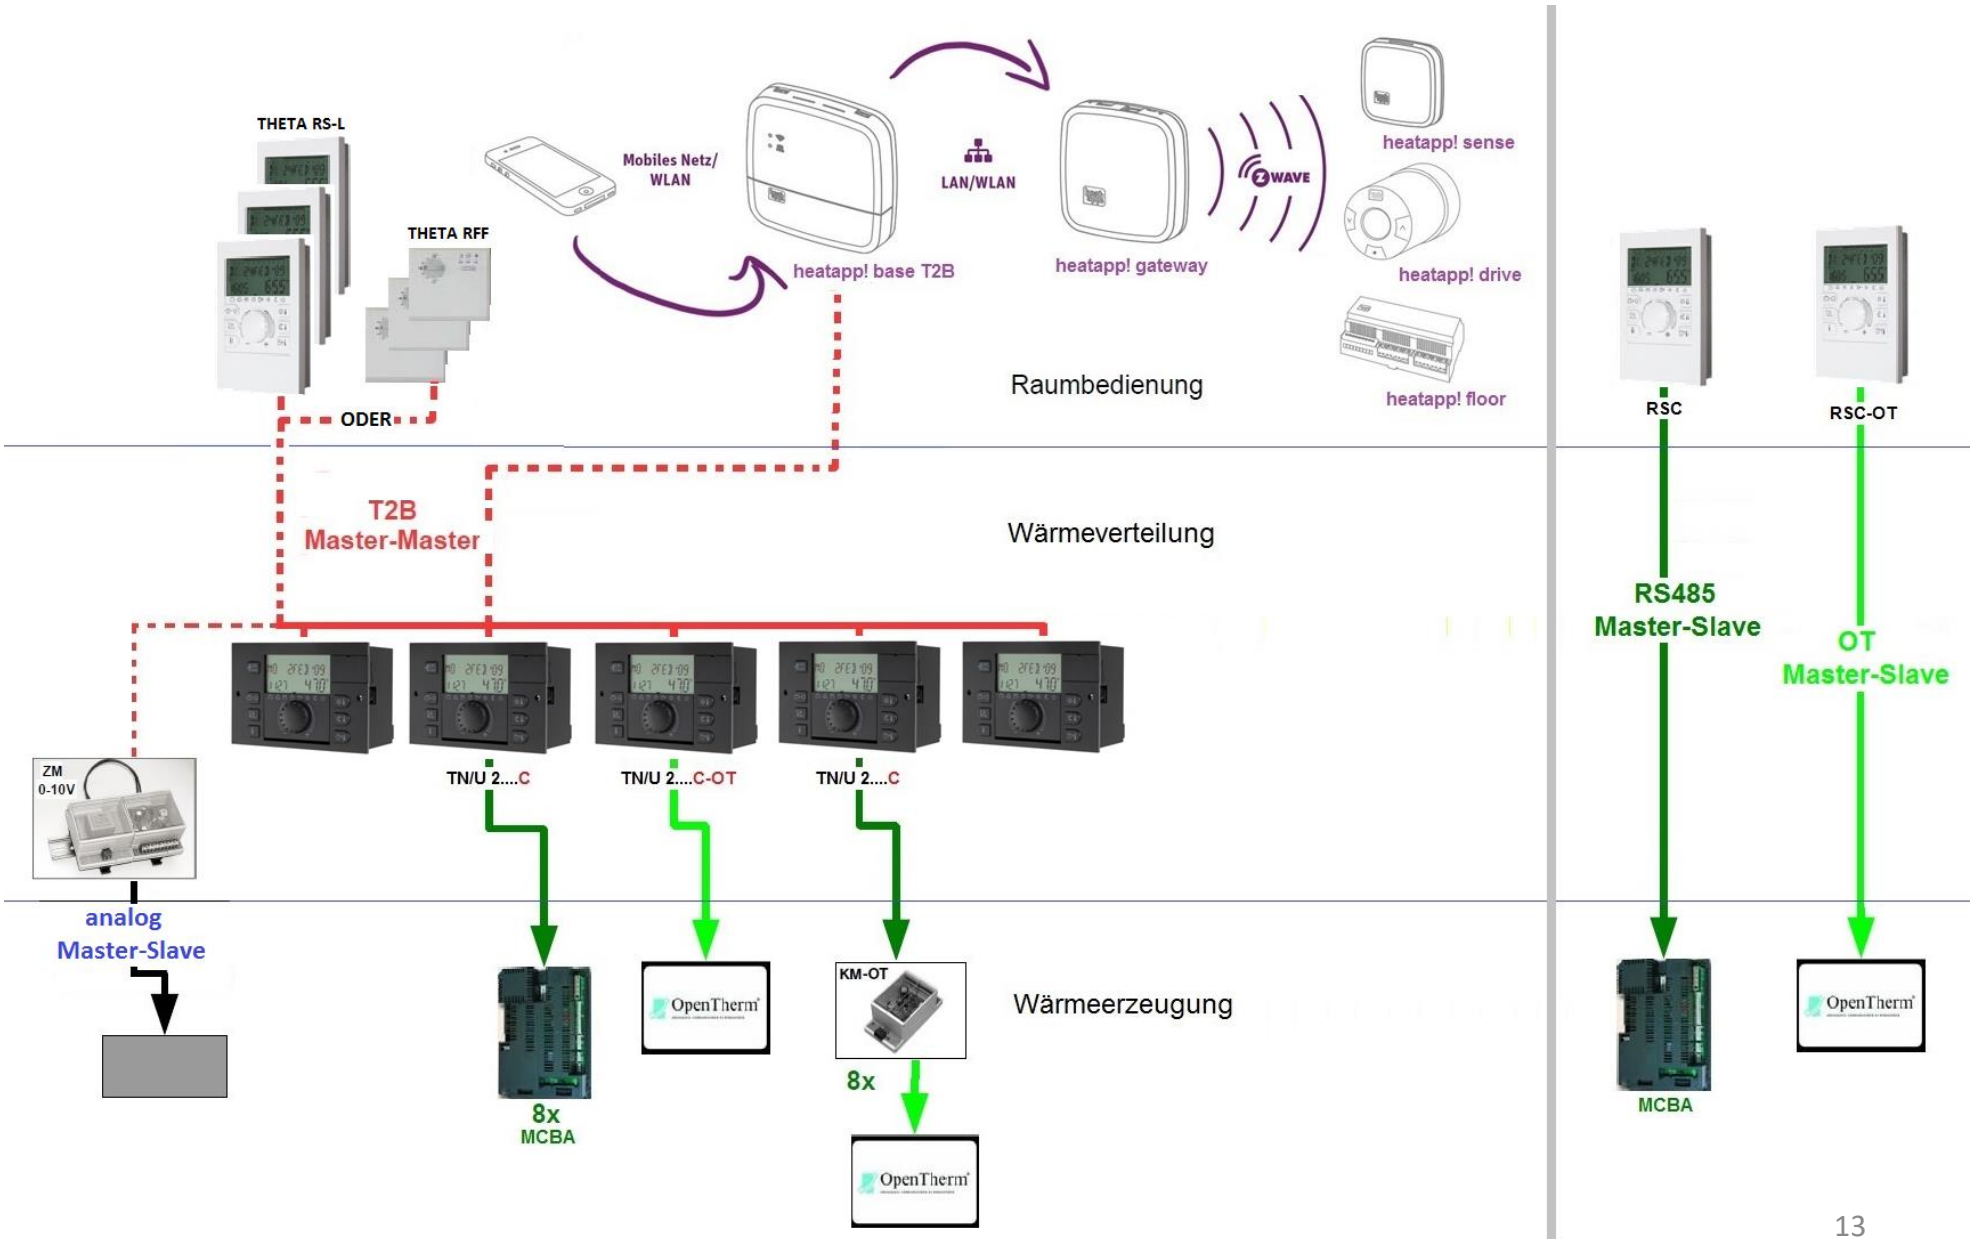 THETA RS-L
THETA RFF
Mobiles Netz/
WLAN
heatapp! base T2B
LAN/WLAN
heatapp! gateway
ZWAVE
heatapp! sense
heatapp! drive
heatapp! floor
ODER
Raumbedienung
RSC
RSC-OT
T2B
Master-Master
Wärmeverteilung
RS485
Master-Slave
OT
Master-Slave
ZM
0-10V
TN/U 2....C
TN/U 2....C-OT
TN/U 2....C
analog
Master-Slave
OpenTherm
KM-OT
Wärmeerzeugung
OpenTherm
8x
MCBA
8x
MCBA
OpenTherm
13